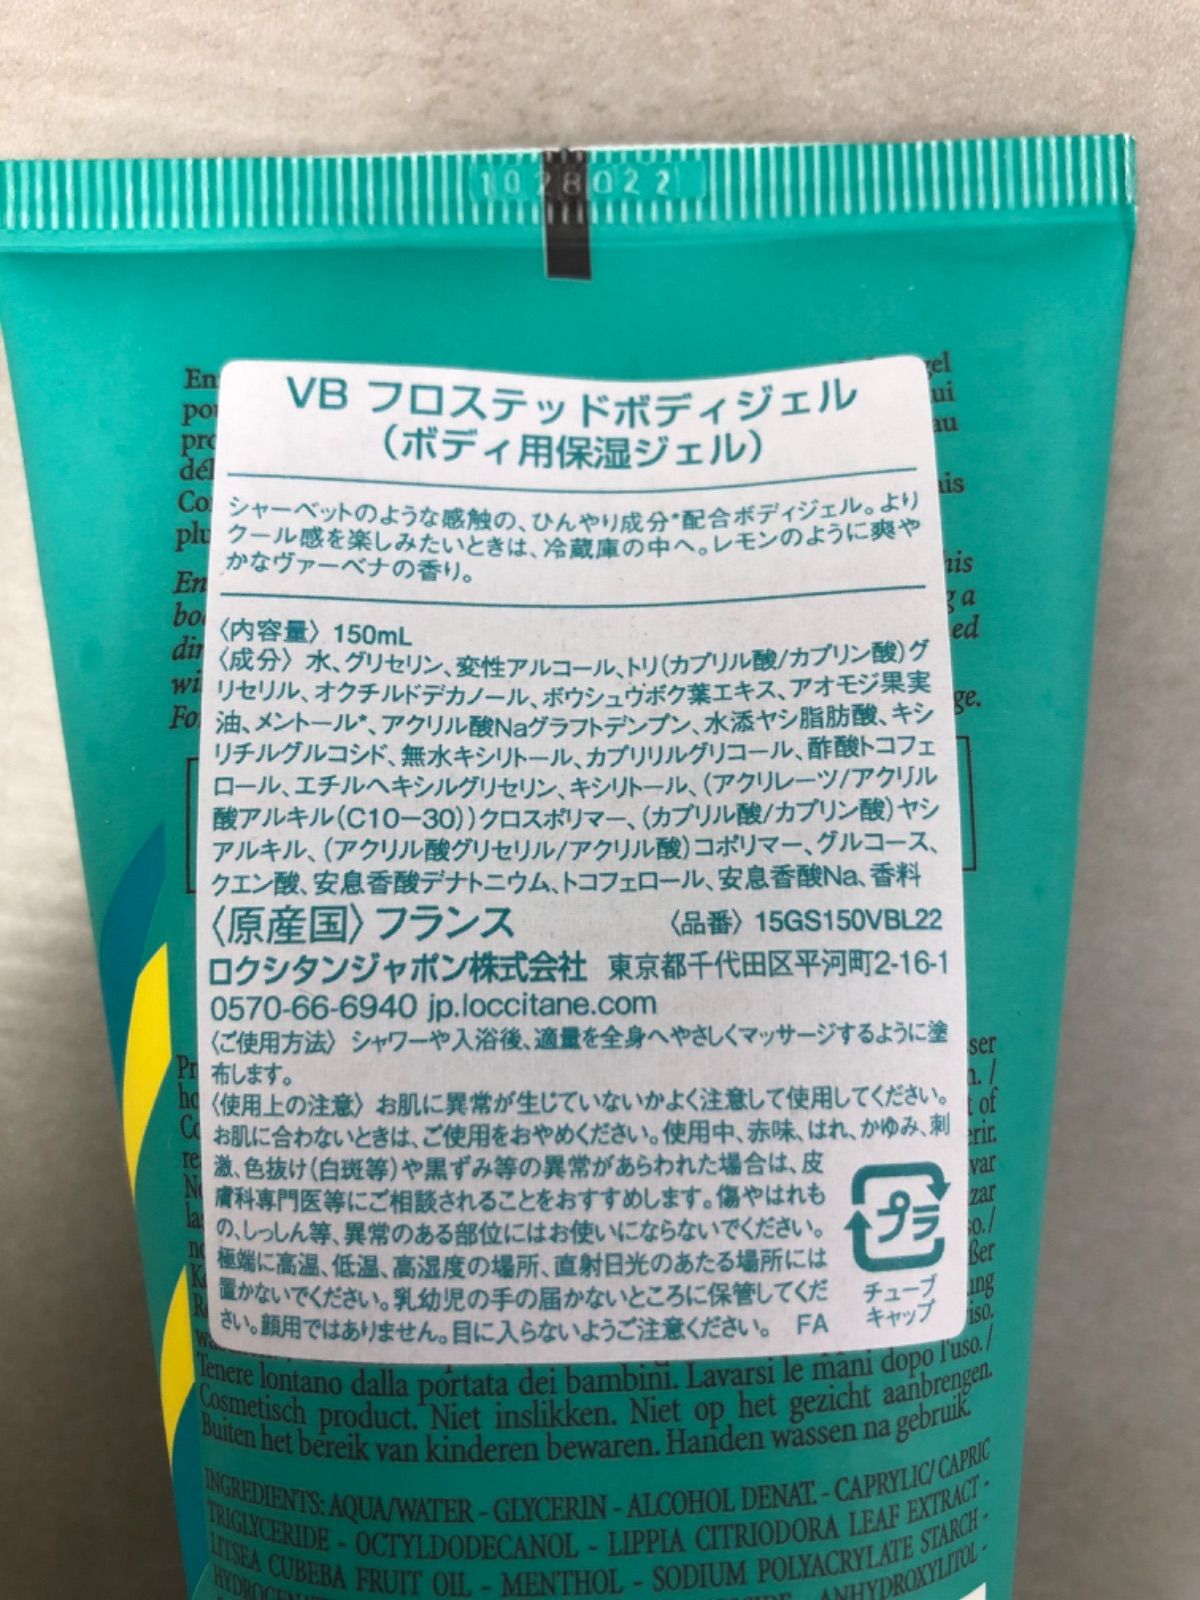 1028022
VB フロステッドボディジェル
(ボディ用保湿ジェル)
シャーベットのような感触の、ひんやり成分*配合ボディジェル。より
クール感を楽しみたいときは、冷蔵庫の中へ。レモンのように爽や
かなヴァーベナの香り。
〈内容量〉 150mL
〈成分〉 水、グリセリン、変性アルコール、トリ(カプリル酸/カプリン酸)グ
リセリル、オクチルドデカノール、ボウシュウボク葉エキス、アオモジ果実
油、メントール*、アクリル酸Naグラフトデンプン、水添ヤシ脂肪酸、キシ
リチルグルコシド、無水キシリトール、カプリリルグリコール、酢酸トコフェ
ロール、エチルヘキシルグリセリン、キシリトール、(アクリレーツ/アクリル
酸アルキル(C10−30))クロスポリマー、(カプリル酸/カプリン酸)ヤシ
アルキル、(アクリル酸グリセリル/アクリル酸)コポリマー、グルコース、
クエン酸、安息香酸デナトニウム、トコフェロール、安息香酸Na、香料
〈原産国〉フランス 〈品番〉 15GS150VBL22
ロクシタンジャポン株式会社 東京都千代田区平河町2-16-1
0570-66-6940 jp.loccitane.com
〈ご使用方法〉 シャワーや入浴後、適量を全身へやさしくマッサージするように塗
布します。
〈使用上の注意〉 お肌に異常が生じていないかよく注意して使用してください。
お肌に合わないときは、ご使用をおやめください。使用中、赤味、はれ、かゆみ、刺
激、色抜け(白斑等)や黒ずみ等の異常があらわれた場合は、皮
膚科専門医等にご相談されることをおすすめします。傷やはれも
の、しっしん等、異常のある部位にはお使いにならないでください。
極端に高温、低温、高湿度の場所、直射日光のあたる場所には
置かないでください。乳幼児の手の届かないところに保管してくだ
さい。顔用ではありません。目に入らないようご注意ください。 FA
プラ
チューブ
キャップ
Tenere lontano dalla portata dei bambini. Lavarsi le mani dopo l'uso. /
Cosmetisch product. Niet inslikken. Niet op het gezicht aanbrengen.
Buiten het bereik van kinderen bewaren. Handen wassen na gebruik.
INGREDIENTS: AQUA/WATER - GLYCERIN - ALCOHOL DENAT. - CAPRYLIC/CAPRIC
TRIGLYCERIDE - OCTYLDODECANOL - LIPPIA CITRIODORA LEAF EXTRACT -
LITSEA CUBEBA FRUIT OIL - MENTHOL - SODIUM POLYACRYLATE STARCH -
ANHYDROXYLITOL -